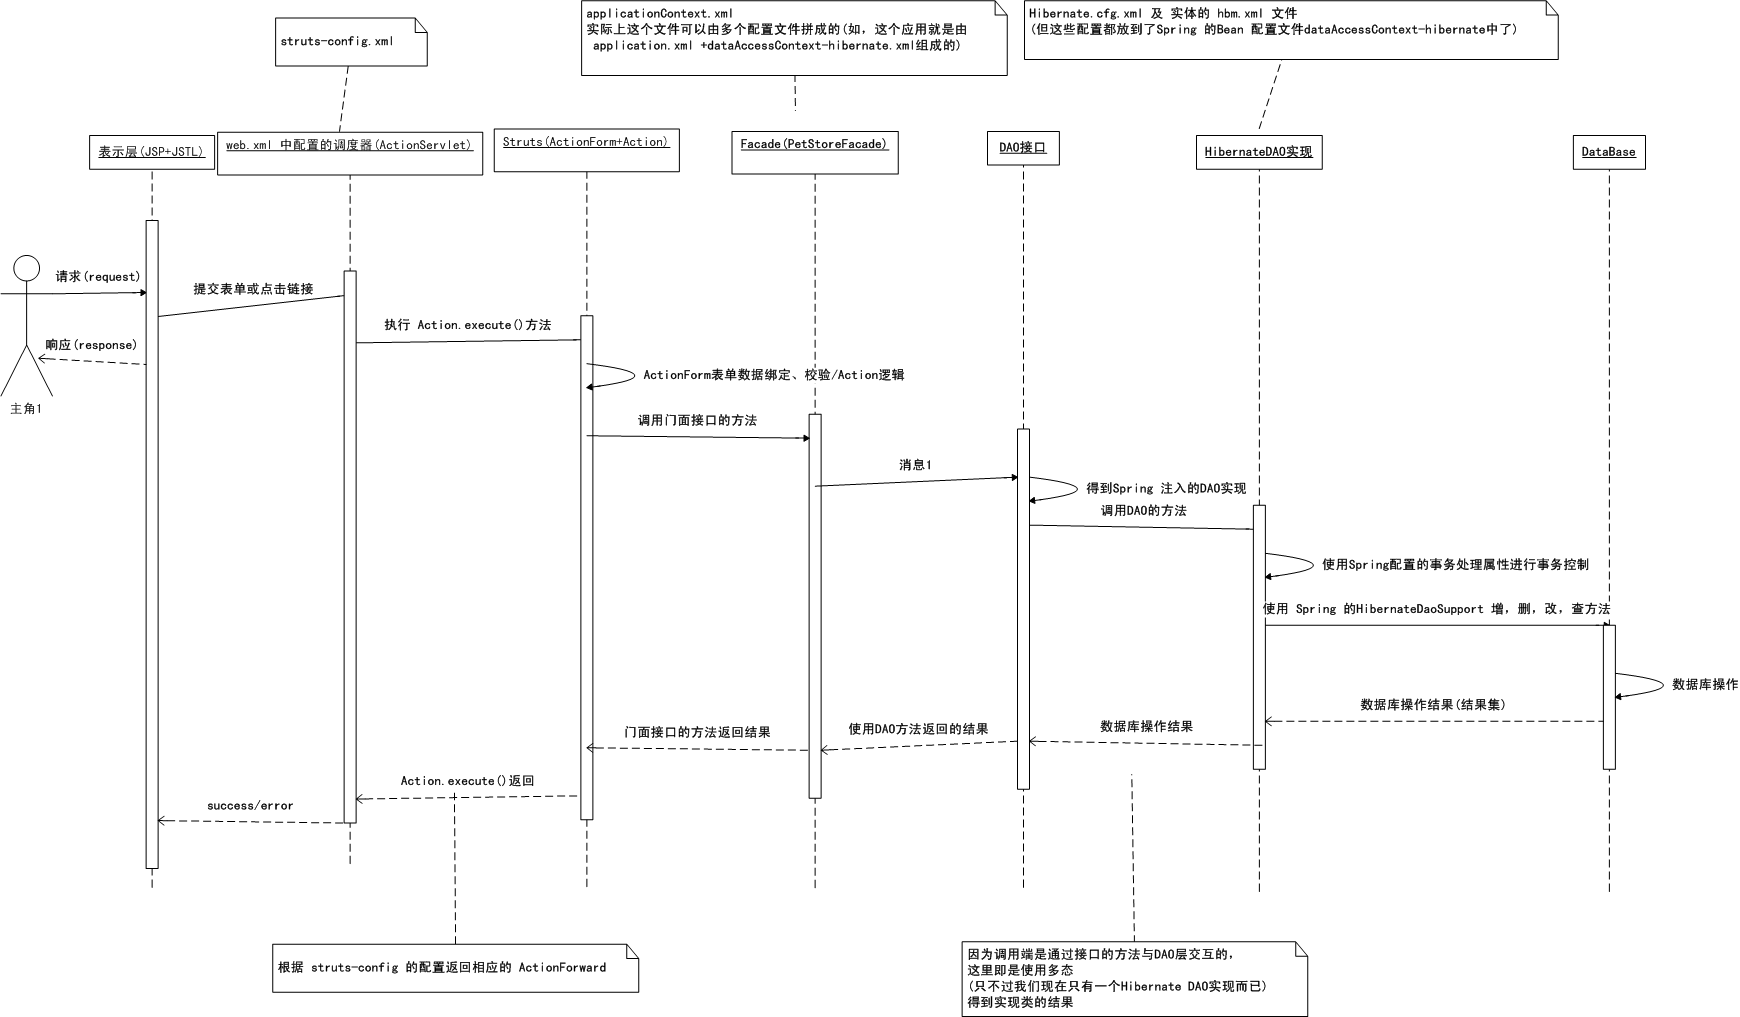 struts-config.xml
applicationContext.xml
实际上这个文件可以由多个配置文件拼成的(如，这个应用就是由
application.xml +dataAccessContext-hibernate.xml组成的)
Hibernate.cfg.xml 及 实体的 hbm.xml 文件
(但这些配置都放到了Spring 的Bean 配置文件dataAccessContext-hibernate中了)
表示层(JSP+JSTL)
web.xml 中配置的调度器(ActionServlet)
Struts(ActionForm+Action)
Facade(PetStoreFacade)
DAO接口
HibernateDAO实现
DataBase
请求(request)
提交表单或点击链接
执行 Action.execute()方法
响应(response)
主角1
ActionForm表单数据绑定、校验/Action逻辑
调用门面接口的方法
消息1
得到Spring 注入的DAO实现
调用DAO的方法
使用Spring配置的事务处理属性进行事务控制
使用 Spring 的HibernateDaoSupport 增，删，改，查方法
数据库操作
数据库操作结果(结果集)
数据库操作结果
使用DAO方法返回的结果
门面接口的方法返回结果
Action.execute()返回
success/error
根据 struts-config 的配置返回相应的 ActionForward
因为调用端是通过接口的方法与DAO层交互的，
这里即是使用多态
(只不过我们现在只有一个Hibernate DAO实现而已)
得到实现类的结果